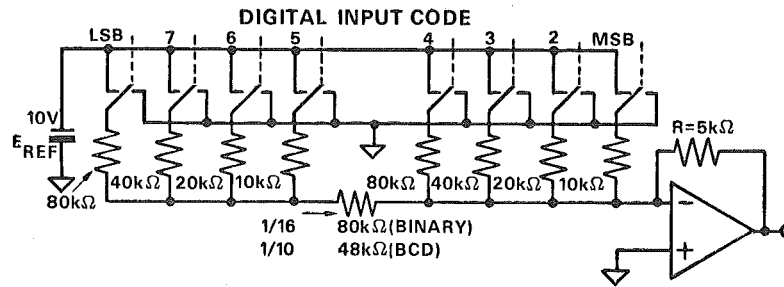 DIGITAL INPUT CODE
LSB 7 6 5 4 3 2 MSB
10V
EREF
R=5kΩ
80kΩ 40kΩ 20kΩ 10kΩ 80kΩ 40kΩ 20kΩ 10kΩ
1/16 80kΩ(BINARY)
1/10 48kΩ(BCD)
−
+